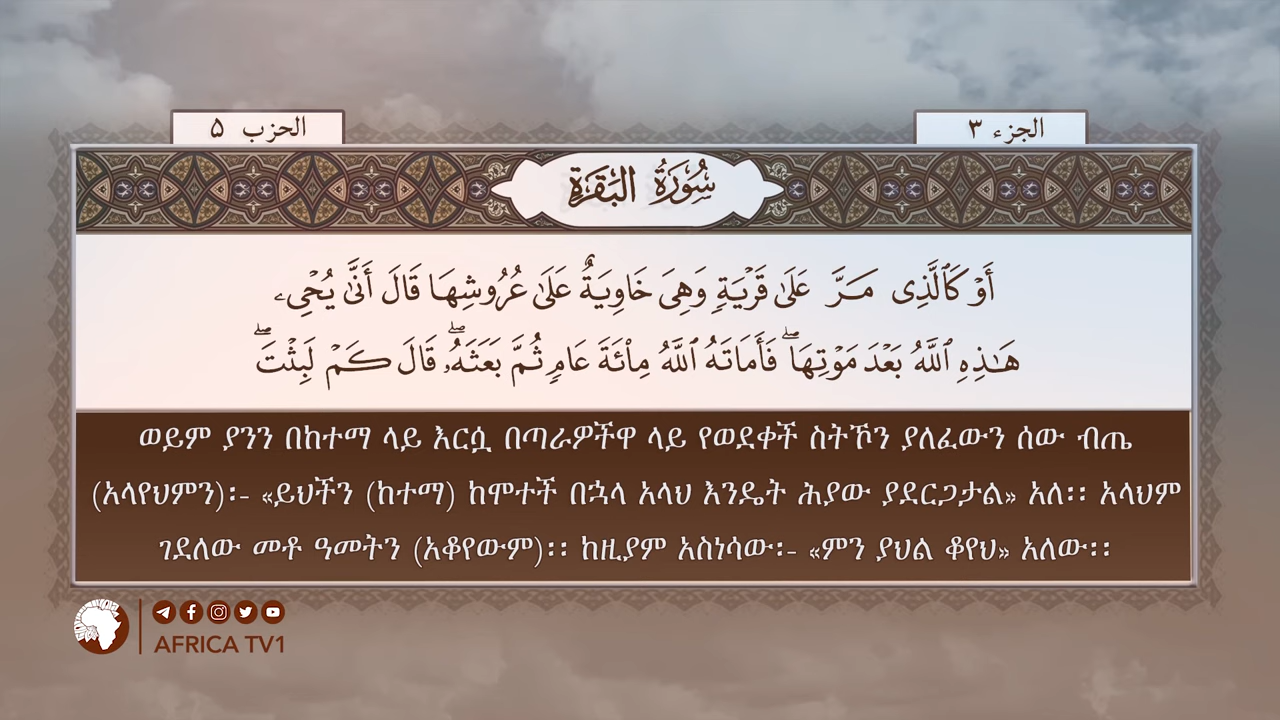 الجزء ٣
الحزب ٥
سُورَةُ البَقَرَةِ
أَوْ كَٱلَّذِى مَرَّ عَلَىٰ قَرْيَةٍ وَهِىَ خَاوِيَةٌ عَلَىٰ عُرُوشِهَا قَالَ أَنَّىٰ يُحْىِۦ
هَـٰذِهِ ٱللَّهُ بَعْدَ مَوْتِهَا ۖ فَأَمَاتَهُ ٱللَّهُ مِا۟ئَةَ عَامٍ ثُمَّ بَعَثَهُۥ ۖ قَالَ كَمْ لَبِثْتَ ۖ
ወይም ያንን በከተማ ላይ እርሷ በጣራዎችዋ ላይ የወደቀች ስትኾን ያለፈውን ሰው ብጤ
(አላየህምን)፡- «ይህችን (ከተማ) ከሞተች በኋላ አላህ እንዴት ሕያው ያደርጋታል» አለ፡፡ አላህም
ገደለው መቶ ዓመትን (አቆየውም)፡፡ ከዚያም አስነሳው፡- «ምን ያህል ቆየህ» አለው፡፡
AFRICA TV1